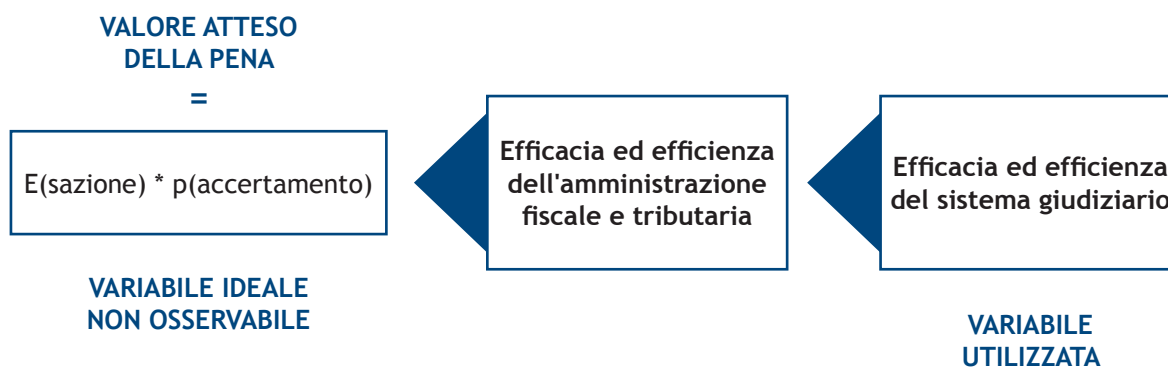 VALORE ATTESO
DELLA PENA
=
E(sazione) * p(accertamento)
VARIABILE IDEALE
NON OSSERVABILE
Efficacia ed efficienza
dell'amministrazione
fiscale e tributaria
Efficacia ed efficienza
del sistema giudiziario
VARIABILE
UTILIZZATA